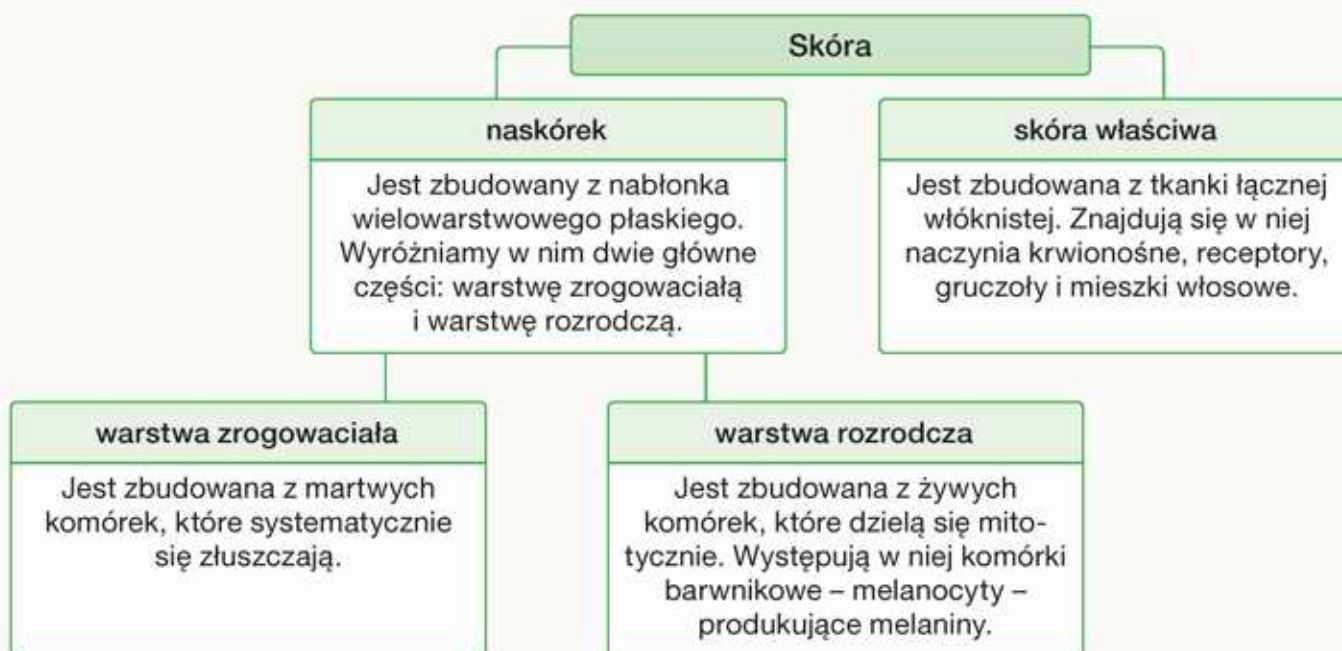 Skóra
naskórek
Jest zbudowany z nabłonka
wielowarstwowego płaskiego.
Wyróżniamy w nim dwie główne
części: warstwę zrogowaciałą
i warstwę rozrodczą.
skóra właściwa
Jest zbudowana z tkanki łącznej
włóknistej. Znajdują się w niej
naczynia krwionośne, receptory,
gruczoły i mieszki włosowe.
warstwa zrogowaciała
Jest zbudowana z martwych
komórek, które systematycznie
się złuszczają.
warstwa rozrodcza
Jest zbudowana z żywych
komórek, które dzielą się mito-
tycznie. Występują w niej komórki
barwnikowe – melanocyty –
produkujące melaniny.